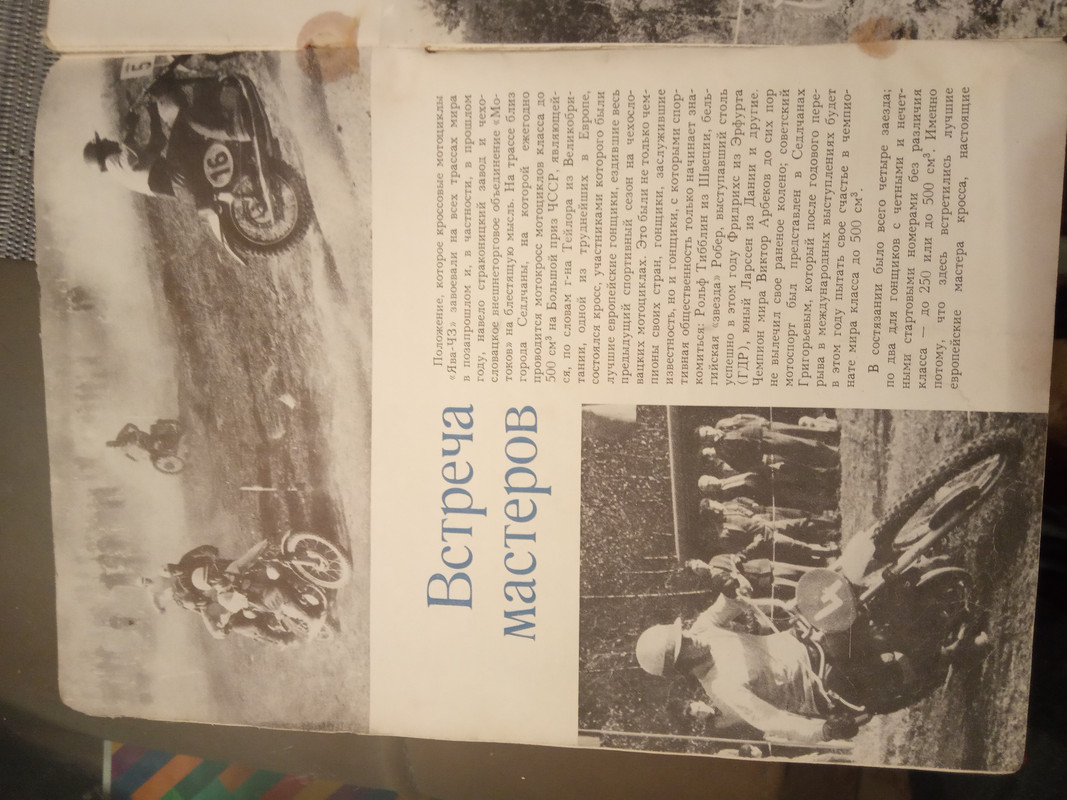 Встреча
мастеров
Положение, которое кроссовые мотоциклы
«Ява-ЧЗ» завоевали на всех трассах мира
в позапрошлом и, в частности, в прошлом
году, навело страконицкий завод и чехо-
словацкое внешнеторговое объединение «Мо-
токов» на блестящую мысль. На трассе близ
города Седлчаны, на которой ежегодно
проводится мотокросс мотоциклов класса до
500 см³ на Большой приз ЧССР, являющей-
ся, по словам г-на Тейлора из Великобри-
тании, одной из труднейших в Европе,
состоялся кросс, участниками которого были
лучшие европейские гонщики, ездившие весь
предыдущий спортивный сезон на чехосло-
вацких мотоциклах. Это были не только чем-
пионы своих стран, гонщики, заслужившие
известность, но и гонщики, с которыми спор-
тивная общественность только начинает зна-
комиться: Рольф Тиблин из Швеции, бель-
гийская «звезда» Робер, выступавший столь
успешно в этом году Фридрихс из Эрфурта
(ГДР), юный Ларссен из Дании и другие.
Чемпион мира Виктор Арбеков до сих пор
не вылечил свое раненое колено; советский
мотоспорт был представлен в Седлчанах
Григорьевым, который после годового пере-
рыва в международных выступлениях будет
в этом году пытать свое счастье в чемпио-
нате мира класса до 500 см³.
В состязании было всего четыре заезда;
по два для гонщиков с четными и нечет-
ными стартовыми номерами без различия
класса — до 250 или до 500 см³. Именно
потому, что здесь встретились лучшие
европейские мастера кросса, настоящие
16
5